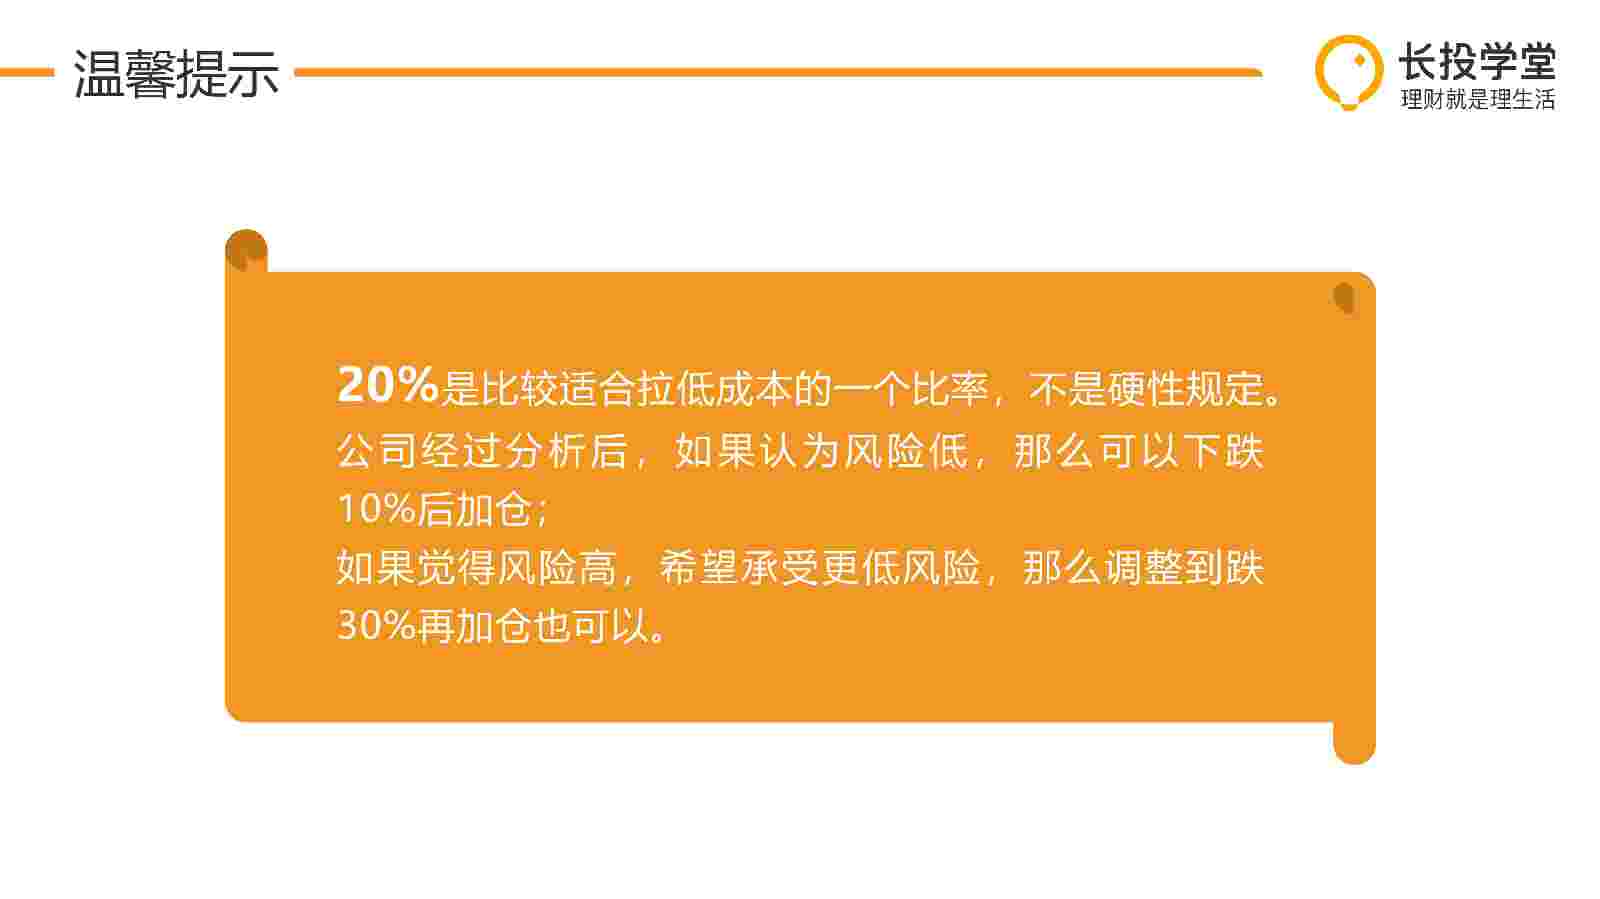 温馨提示
长投学堂
理财就是理生活
20%是比较适合拉低成本的一个比率，不是硬性规定。
公司经过分析后，如果认为风险低，那么可以下跌
10%后加仓；
如果觉得风险高，希望承受更低风险，那么调整到跌
30%再加仓也可以。